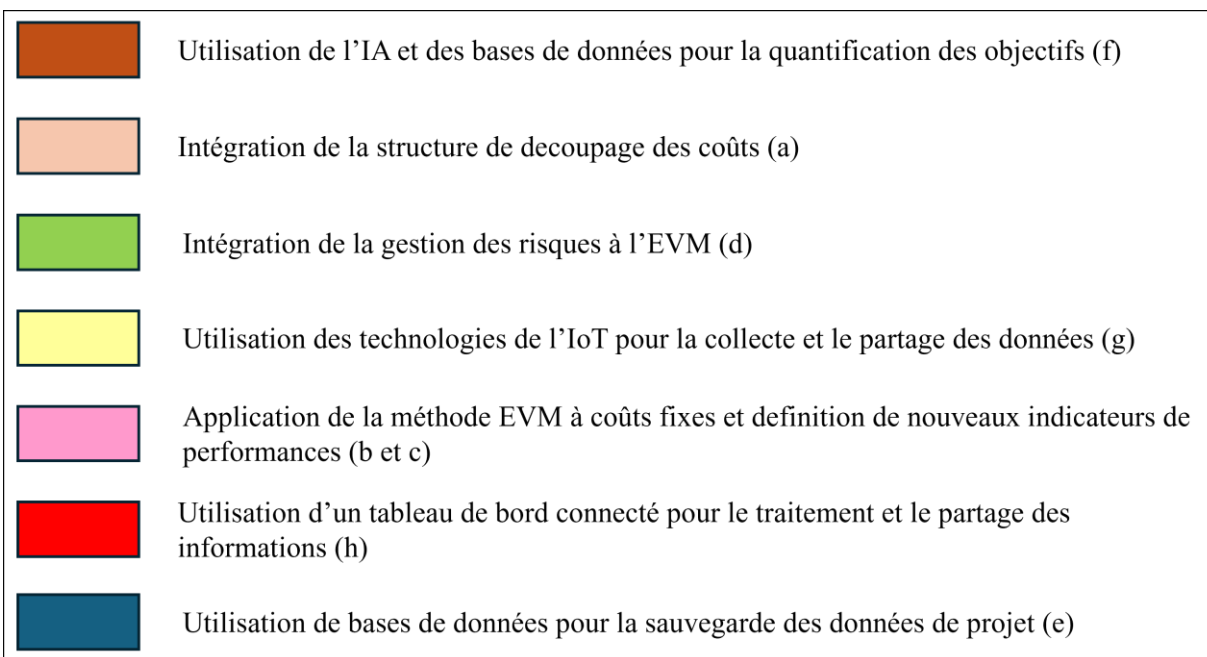 Utilisation de l’IA et des bases de données pour la quantification des objectifs (f)
Intégration de la structure de decoupage des coûts (a)
Intégration de la gestion des risques à l’EVM (d)
Utilisation des technologies de l’IoT pour la collecte et le partage des données (g)
Application de la méthode EVM à coûts fixes et definition de nouveaux indicateurs de
performances (b et c)
Utilisation d’un tableau de bord connecté pour le traitement et le partage des
informations (h)
Utilisation de bases de données pour la sauvegarde des données de projet (e)